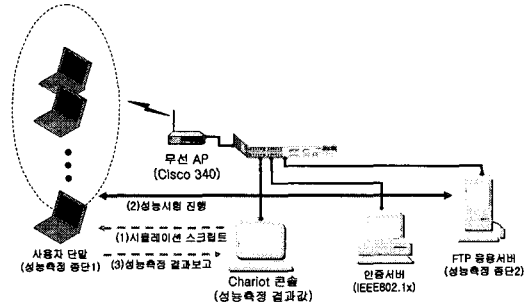 무선 AP
(Cisco 340)
(2)성능시험 진행
(1)시뮬레이션 스크립트
(3)성능측정 결과보고
사용자 단말
(성능측정 종단1)
Chariot 콘솔
(성능측정 결과값)
인증서버
(IEEE802.1x)
FTP 응용서버
(성능측정 종단2)